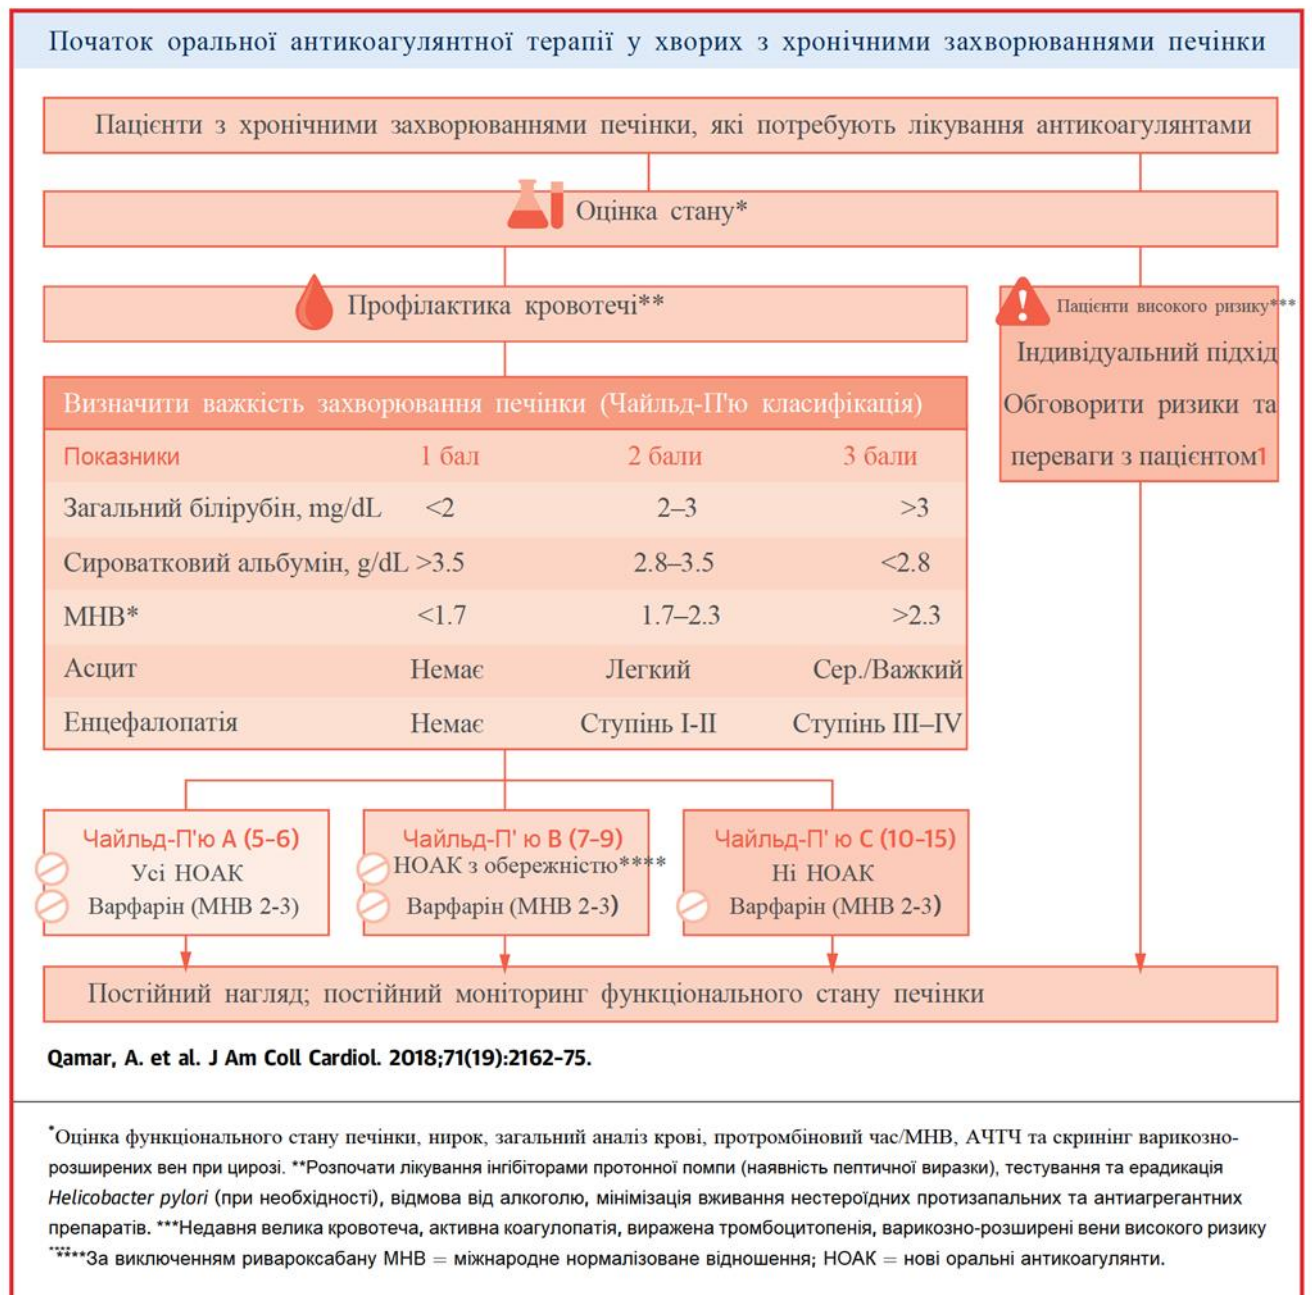 Початок оральної антикоагулянтної терапії у хворих з хронічними захворюваннями печінки
Пацієнти з хронічними захворюваннями печінки, які потребують лікування антикоагулянтами
Оцінка стану*
Профілактика кровотечі**
Пацієнти високого ризику***
Індивідуальний підхід
Обговорити ризики та
переваги з пацієнтом1
Визначити важкість захворювання печінки (Чайльд-П'ю класифікація)
Показники 1 бал 2 бали 3 бали
Загальний білірубін, mg/dL <2 2–3 >3
Сироватковий альбумін, g/dL >3.5 2.8–3.5 <2.8
МНВ* <1.7 1.7–2.3 >2.3
Асцит Немає Легкий Сер./Важкий
Енцефалопатія Немає Ступінь I-II Ступінь III–IV
Чайльд-П'ю A (5–6)
Усі НОАК
Варфарін (МНВ 2-3)
Чайльд-П' ю B (7–9)
НОАК з обережністю****
Варфарін (МНВ 2-3)
Чайльд-П' ю C (10–15)
Ні НОАК
Варфарін (МНВ 2-3)
Постійний нагляд; постійний моніторинг функціонального стану печінки
Qamar, A. et al. J Am Coll Cardiol. 2018;71(19):2162–75.
*Оцінка функціонального стану печінки, нирок, загальний аналіз крові, протромбіновий час/МНВ, АЧТЧ та скринінг варикозно-
розширених вен при цирозі. **Розпочати лікування інгібіторами протонної помпи (наявність пептичної виразки), тестування та ерадикація
Helicobacter pylori (при необхідності), відмова від алкоголю, мінімізація вживання нестероїдних протизапальних та антиагрегантних
препаратів. ***Недавня велика кровотеча, активна коагулопатія, виражена тромбоцитопенія, варикозно-розширені вени високого ризику
****За виключенням ривароксабану МНВ = міжнародне нормалізоване відношення; НОАК = нові оральні антикоагулянти.